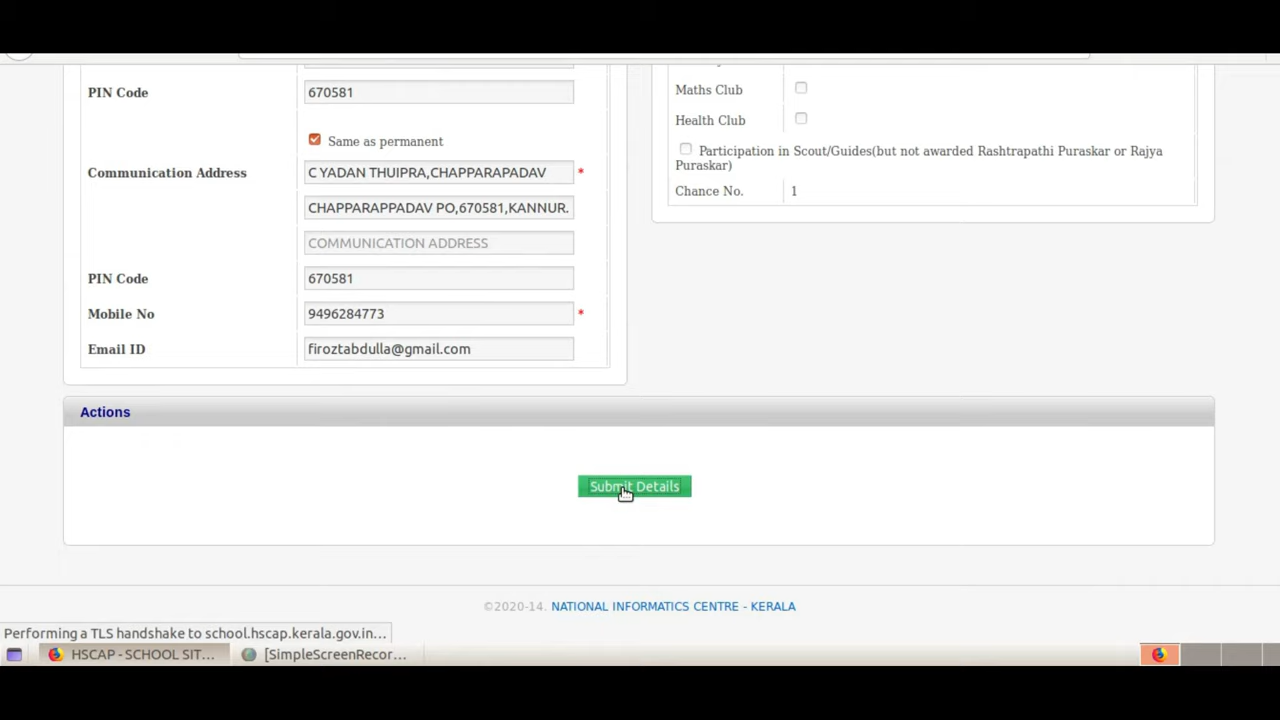 PIN Code 670581
Same as permanent
Communication Address C YADAN THUIPRA,CHAPPARAPADAV *
CHAPPARAPPADAV PO,670581,KANNUR.
COMMUNICATION ADDRESS
PIN Code 670581
Mobile No 9496284773 *
Email ID firoztabdulla@gmail.com
Maths Club
Health Club
Participation in Scout/Guides(but not awarded Rashtrapathi Puraskar or Rajya
Puraskar)
Chance No. 1
Actions
Submit Details
©2020-14. NATIONAL INFORMATICS CENTRE - KERALA
Performing a TLS handshake to school.hscap.kerala.gov.in...
HSCAP - SCHOOL SIT... [SimpleScreenRecor...